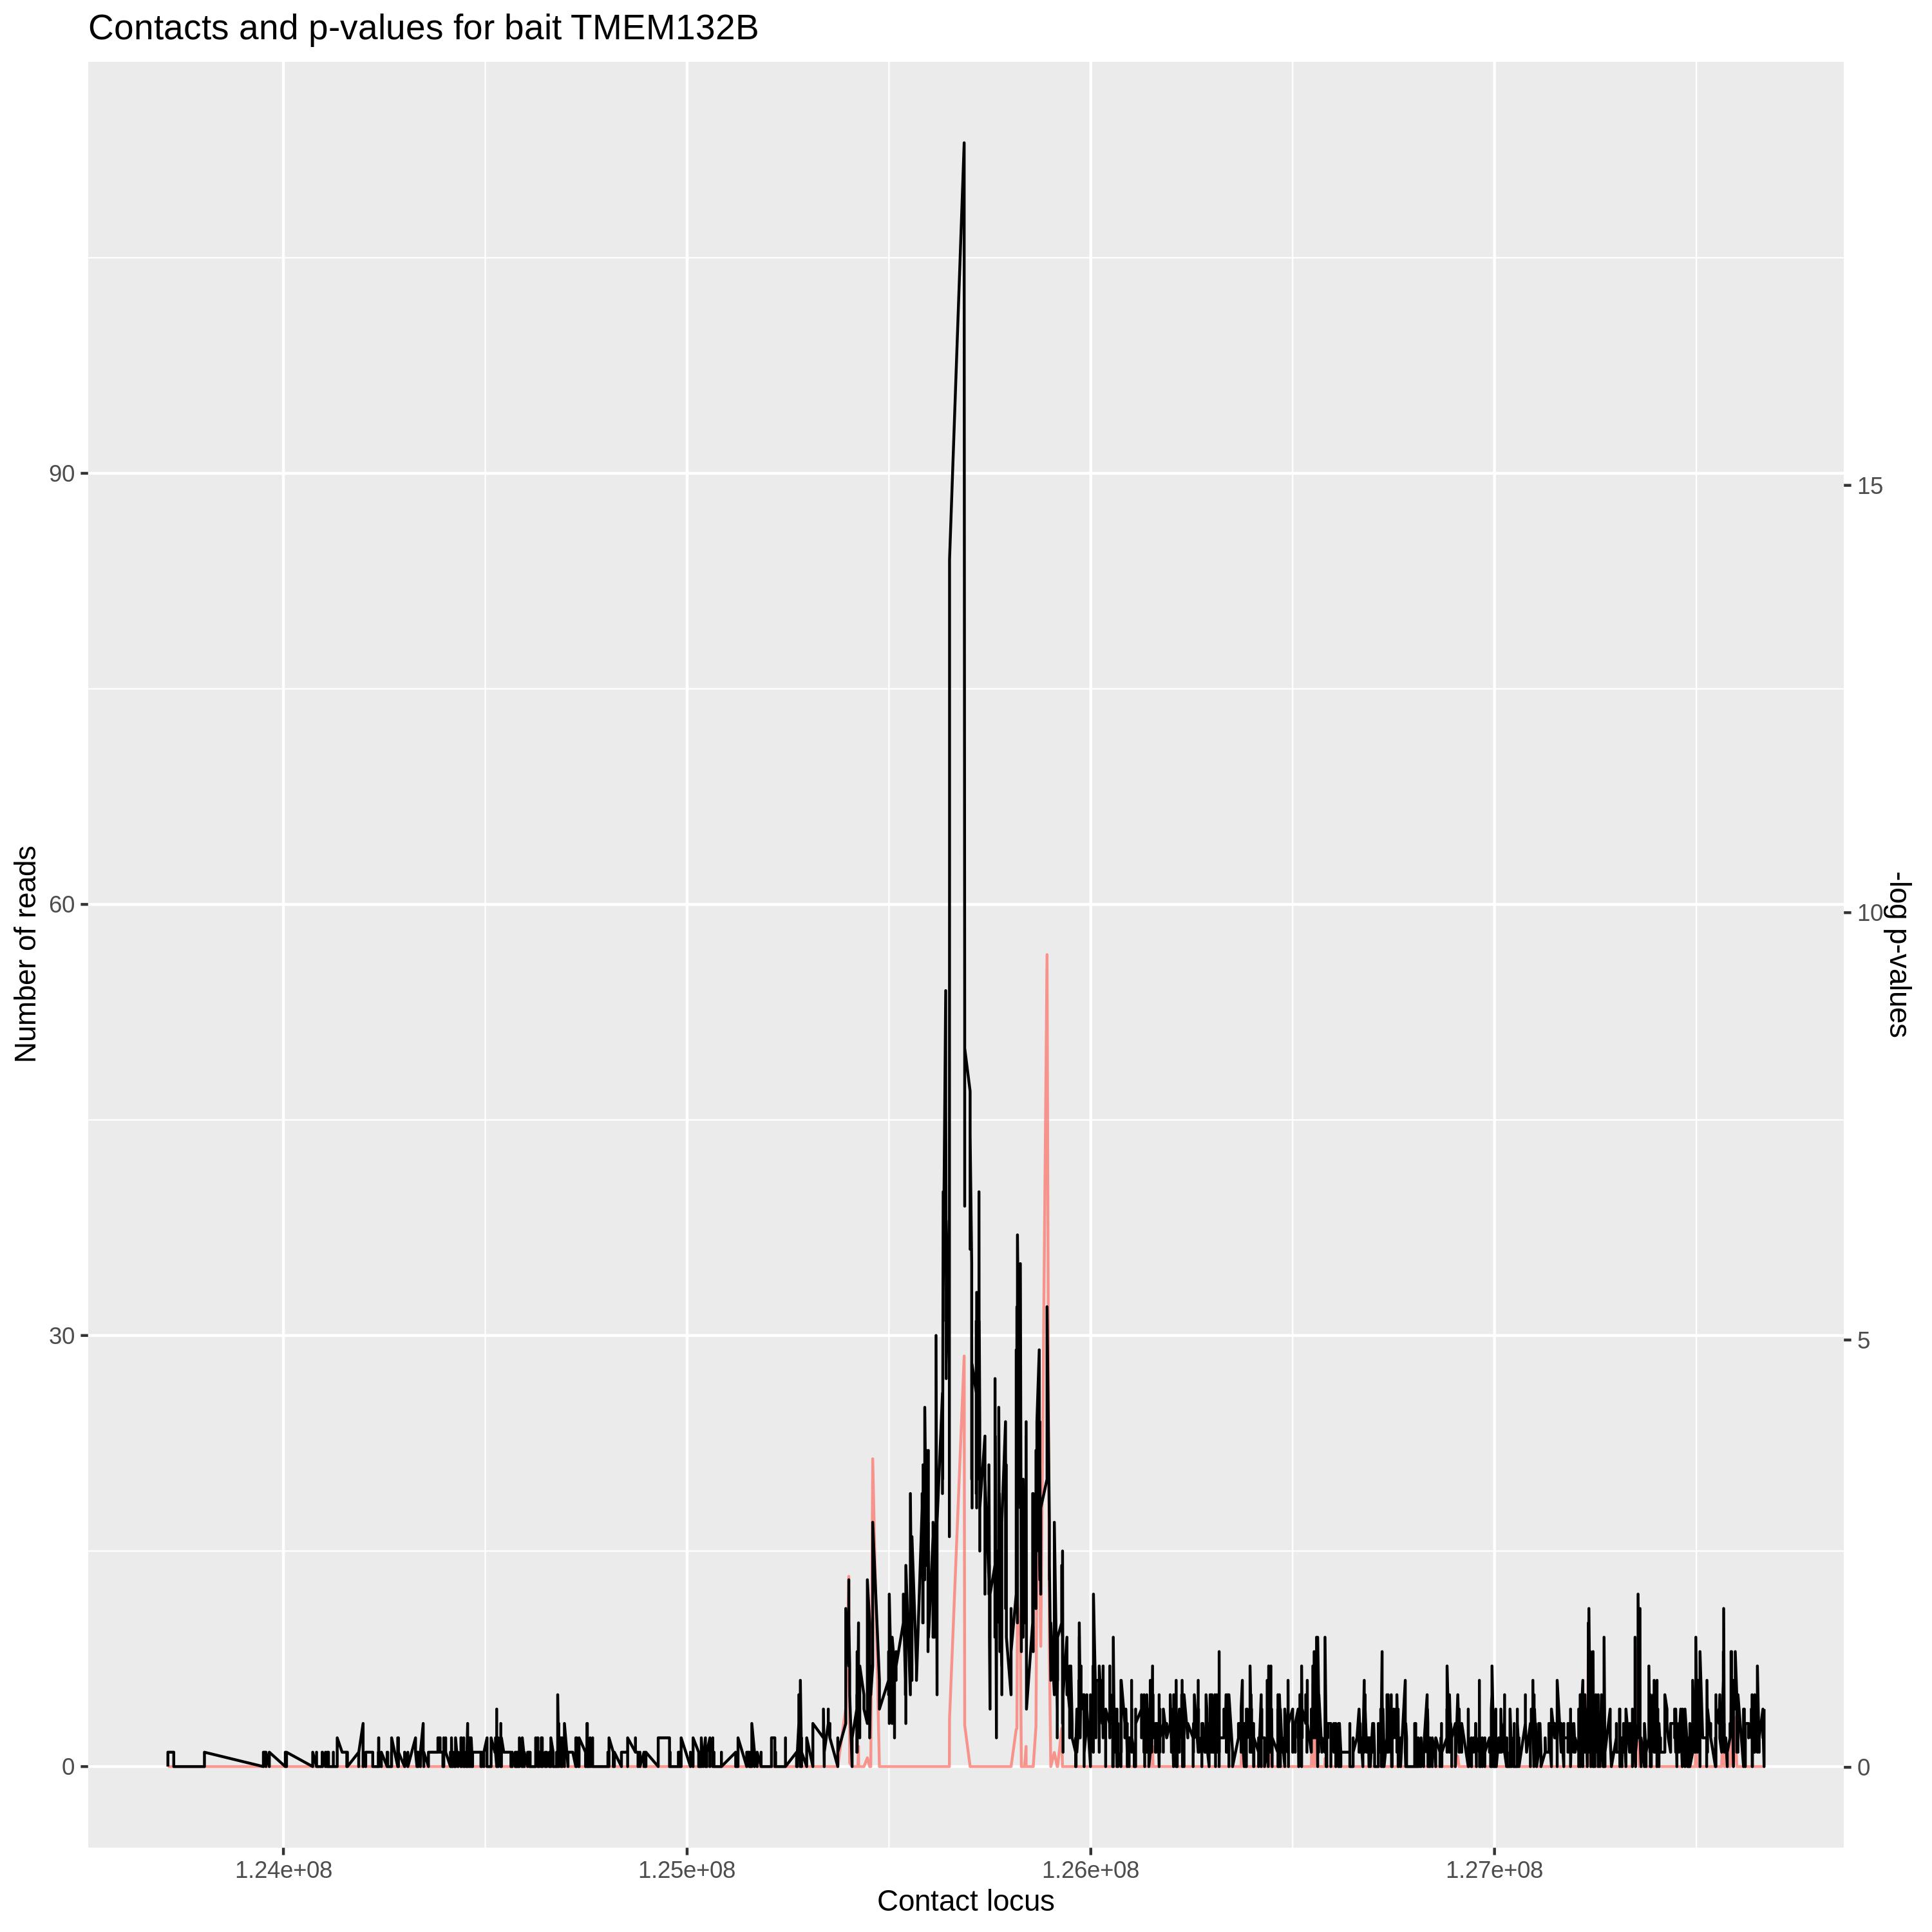 Contacts and p-values for bait TMEM132B
Number of reads
90
60
30
0
15
10
5
0
-log p-values
1.24e+08
1.25e+08
1.26e+08
1.27e+08
Contact locus